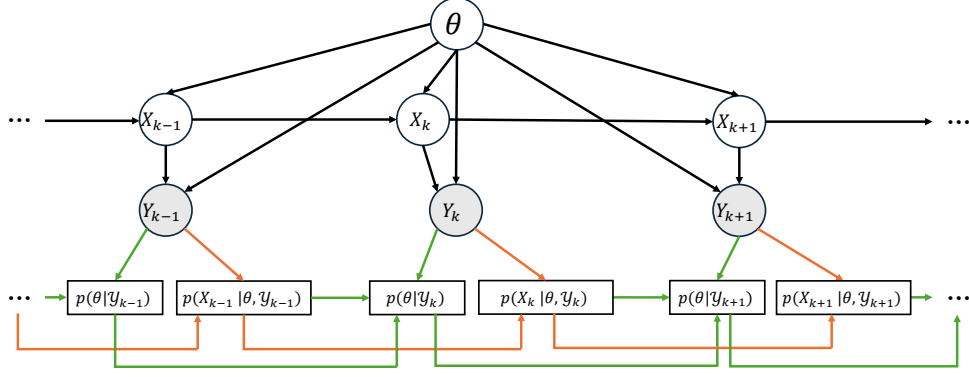 θ
... X_{k−1} X_k X_{k+1} ...
Y_{k−1} Y_k Y_{k+1}
... p(θ|𝒴_{k−1}) p(X_{k−1} |θ, 𝒴_{k−1}) p(θ|𝒴_k) p(X_k |θ, 𝒴_k) p(θ|𝒴_{k+1}) p(X_{k+1} |θ, 𝒴_{k+1}) ...